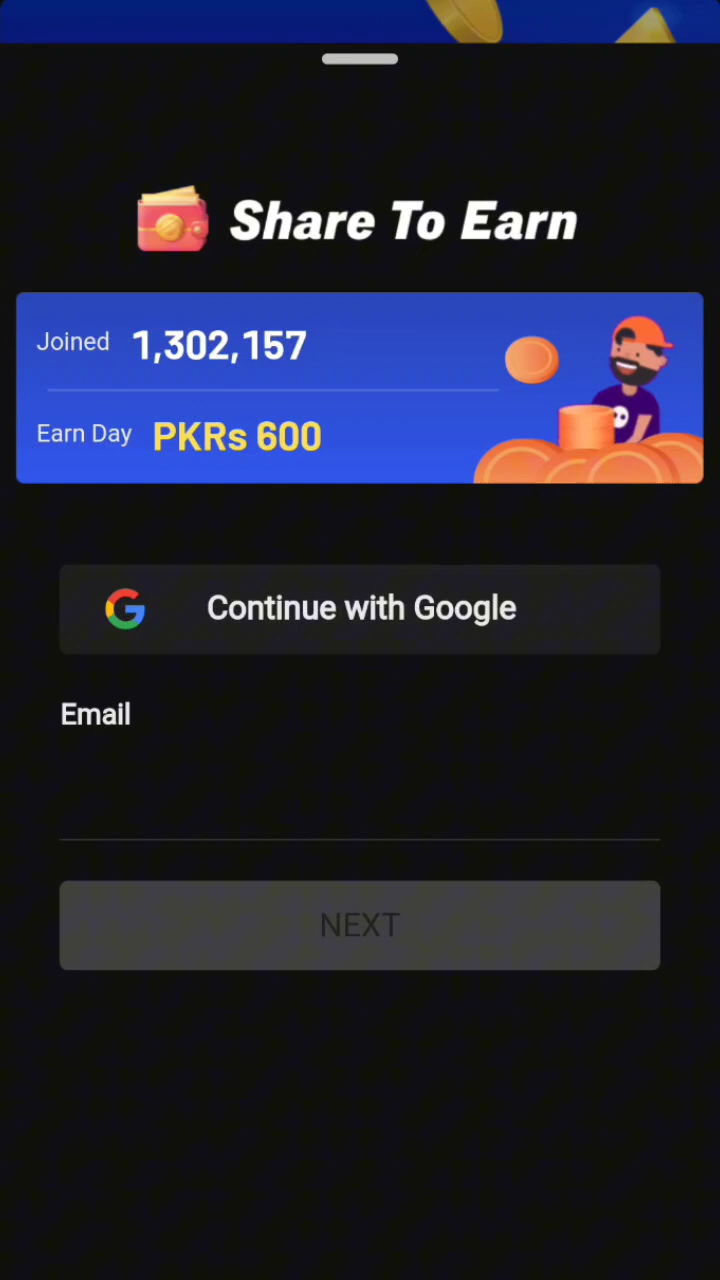 Share To Earn
Joined 1,302,157
Earn Day PKRs 600
Continue with Google
Email
NEXT